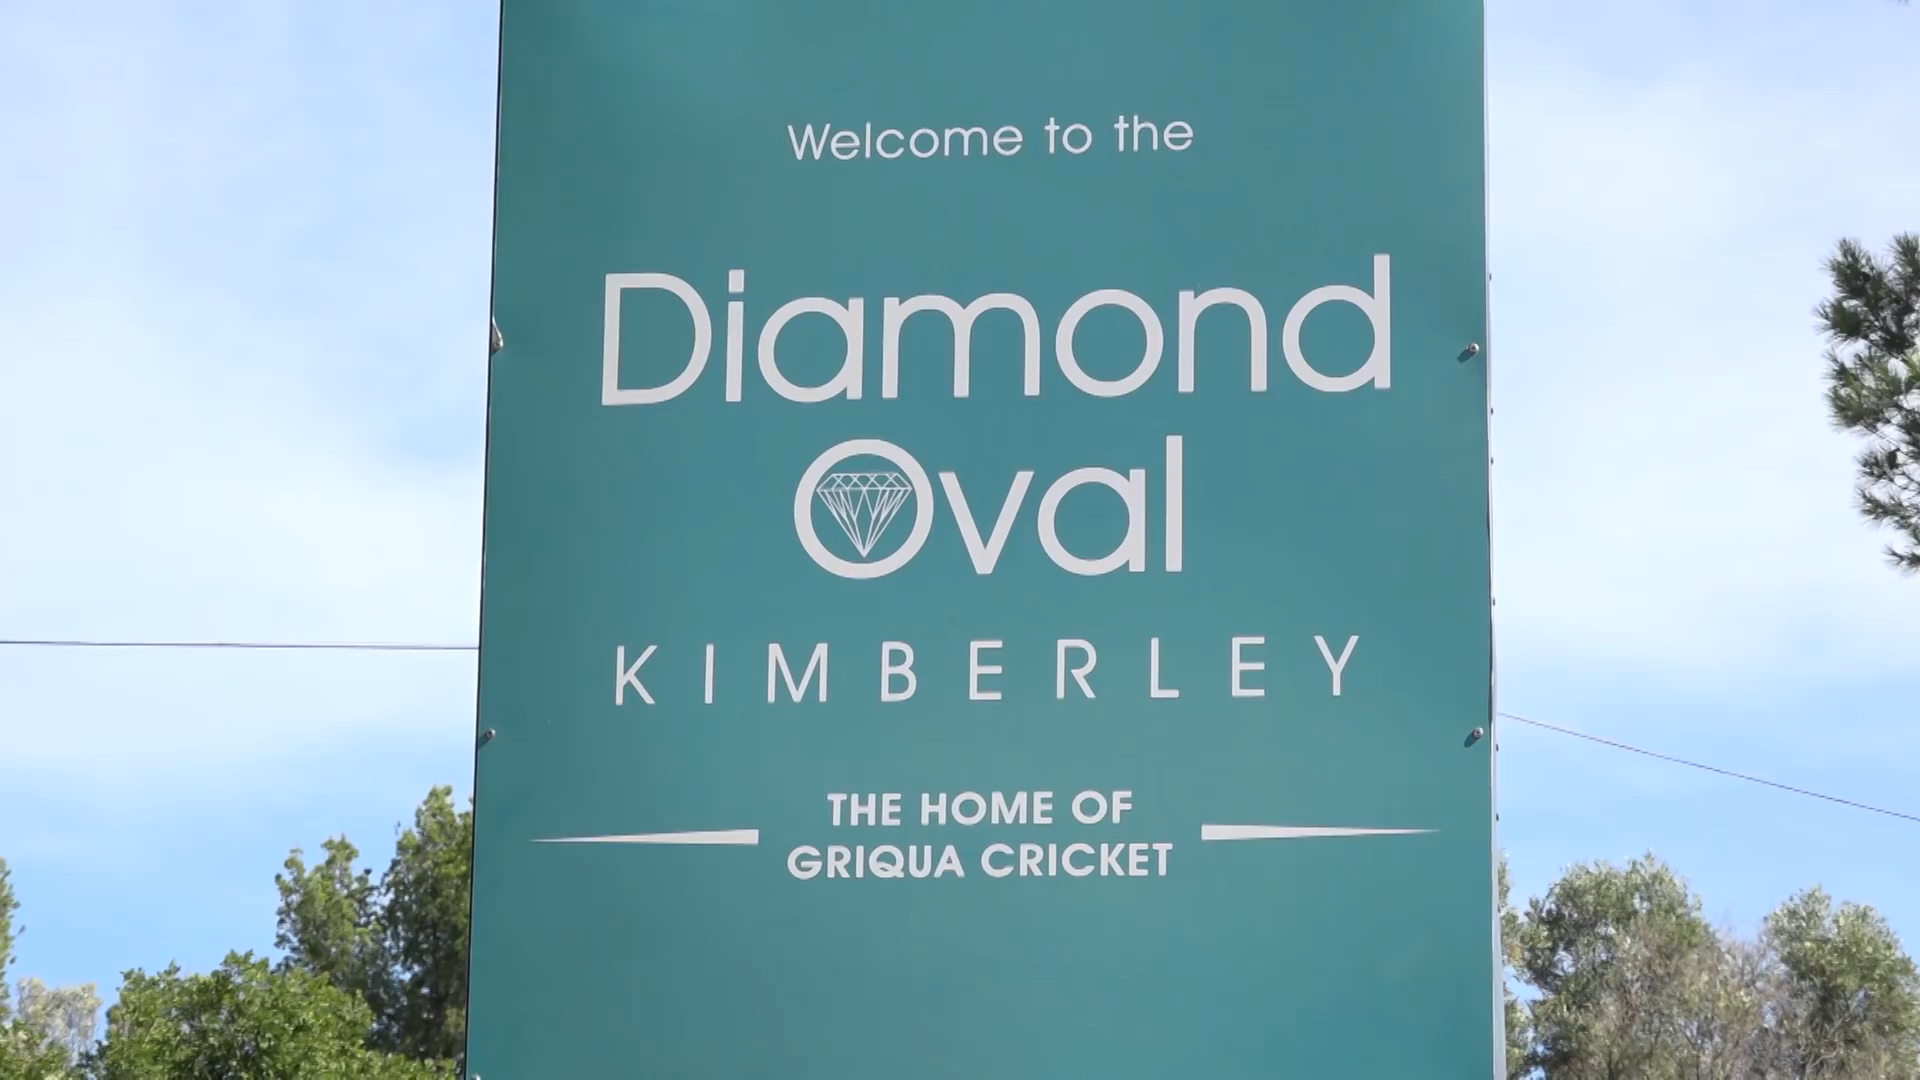 Welcome to the
Diamond
Oval
KIMBERLEY
THE HOME OF
GRIQUA CRICKET